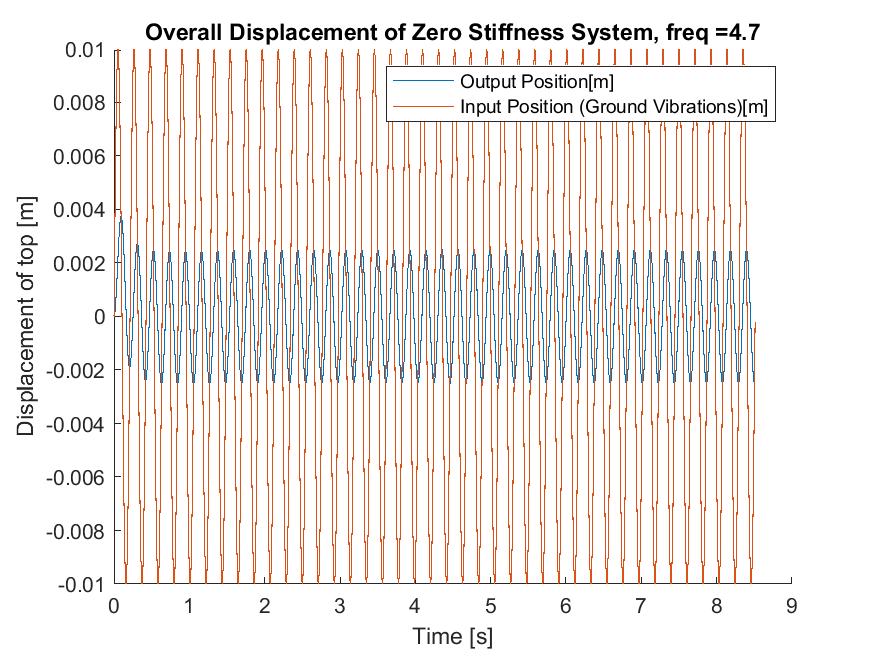 Overall Displacement of Zero Stiffness System, freq =4.7
Output Position[m]
Input Position (Ground Vibrations)[m]
Displacement of top [m]
0.01
0.008
0.006
0.004
0.002
0
-0.002
-0.004
-0.006
-0.008
-0.01
0 1 2 3 4 5 6 7 8 9
Time [s]